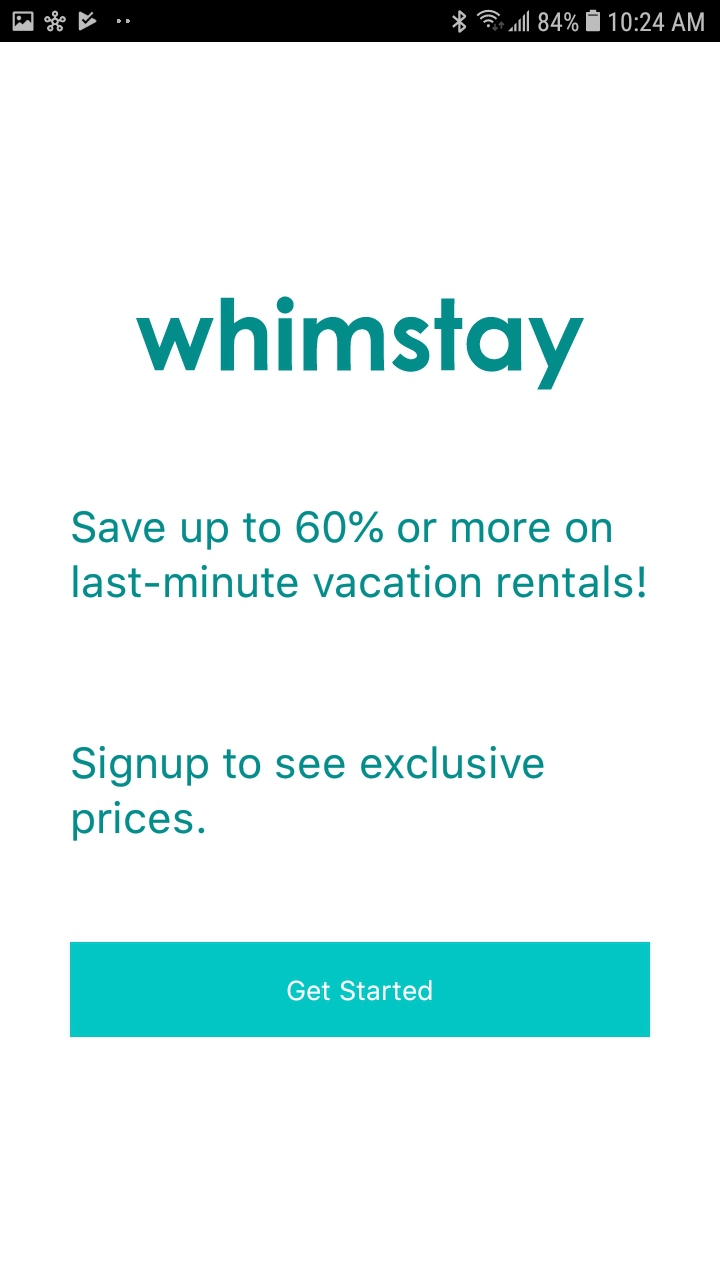 84% 10:24 AM
whimstay
Save up to 60% or more on
last-minute vacation rentals!
Signup to see exclusive
prices.
Get Started